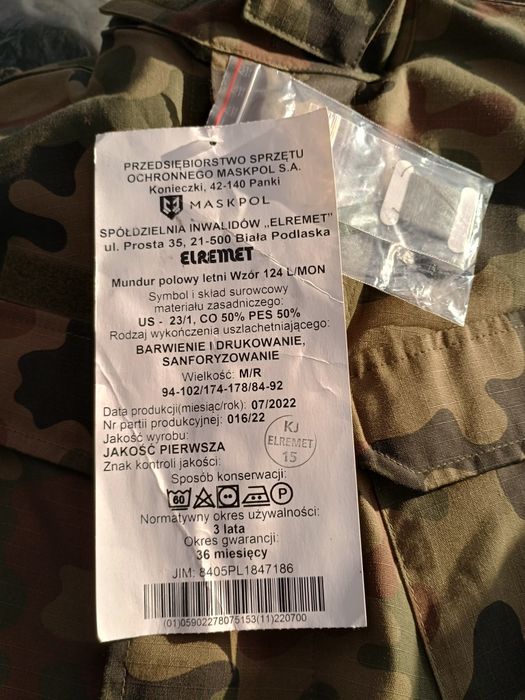 PRZEDSIĘBIORSTWO SPRZĘTU
OCHRONNEGO MASKPOL S.A.
Konieczki, 42-140 Panki
MASKPOL
SPÓŁDZIELNIA INWALIDÓW „ELREMET"
ul. Prosta 35, 21-500 Biała Podlaska
ELREMET
Mundur polowy letni Wzór 124 L/MON
Symbol i skład surowcowy
materiału zasadniczego:
US - 23/1, CO 50% PES 50%
Rodzaj wykończenia uszlachetniającego:
BARWIENIE I DRUKOWANIE,
SANFORYZOWANIE
Wielkość: M/R
94-102/174-178/84-92
Data produkcji(miesiąc/rok): 07/2022
Nr partii produkcyjnej: 016/22
Jakość wyrobu:
JAKOŚĆ PIERWSZA
Znak kontroli jakości:
KJ
ELREMET
15
Sposób konserwacji:
60 P
Normatywny okres używalności:
3 lata
Okres gwarancji:
36 miesięcy
JIM: 8405PL1847186
(01)05902278075153(11)220700